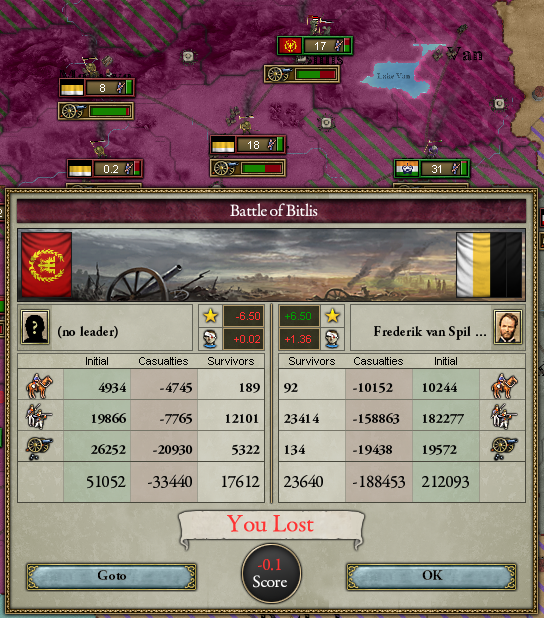 17
Van
Lake Van
8
18
0.2
31
Battle of Bitlis
(no leader)
-6.50
+0.02
+6.50
+1.36
Frederik van Spil ...
Initial Casualties Survivors Survivors Casualties Initial
4934 -4745 189 92 -10152 10244
19866 -7765 12101 23414 -158863 182277
26252 -20930 5322 134 -19438 19572
51052 -33440 17612 23640 -188453 212093
You Lost
-0.1
Score
Goto
OK